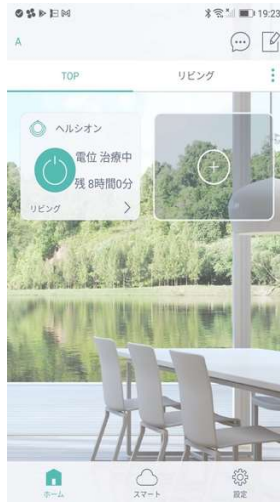 19:23
A
TOP
リビング
ヘルシオン
電位 治療中
残 8時間0分
リビング
ホーム
スマート
設定